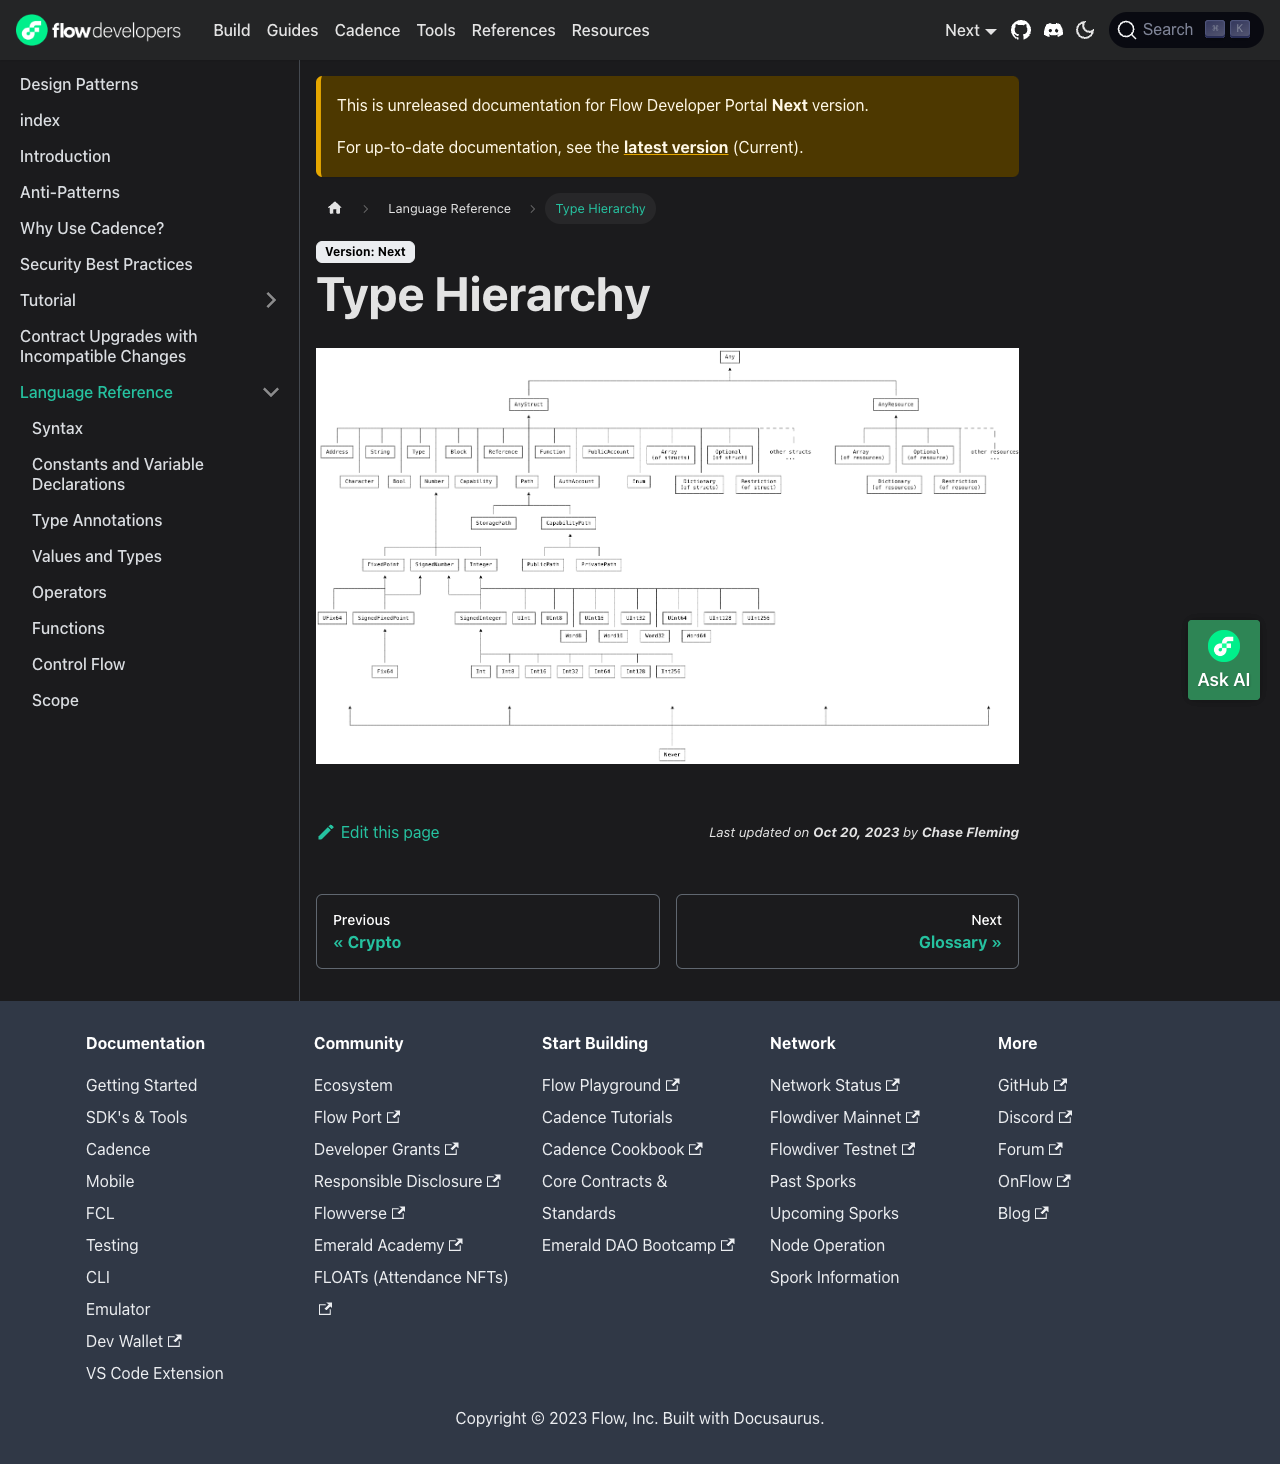 flowdevelopers
Build
Guides
Cadence
Tools
References
Resources
Next
Search
⌘
K
Design Patterns
index
Introduction
Anti-Patterns
Why Use Cadence?
Security Best Practices
Tutorial
Contract Upgrades with
Incompatible Changes
Language Reference
Syntax
Constants and Variable
Declarations
Type Annotations
Values and Types
Operators
Functions
Control Flow
Scope
This is unreleased documentation for Flow Developer Portal Next version.
For up-to-date documentation, see the latest version (Current).
Language Reference
Type Hierarchy
Version: Next
Type Hierarchy
Any
AnyStruct
AnyResource
Address
String
Type
Block
Reference
Function
PublicAccount
Array
(of structs)
Optional
(of struct)
other structs
...
Array
(of resources)
Optional
(of resource)
other resources
...
Character
Bool
Number
Capability
Path
AuthAccount
Enum
Dictionary
(of structs)
Restriction
(of struct)
Dictionary
(of resources)
Restriction
(of resource)
StoragePath
CapabilityPath
FixedPoint
SignedNumber
Integer
PublicPath
PrivatePath
UFix64
SignedFixedPoint
SignedInteger
UInt
UInt8
UInt16
UInt32
UInt64
UInt128
UInt256
Word8
Word16
Word32
Word64
Fix64
Int
Int8
Int16
Int32
Int64
Int128
Int256
Never
Edit this page
Last updated on Oct 20, 2023 by Chase Fleming
Previous
« Crypto
Next
Glossary »
Ask AI
Documentation
Getting Started
SDK's & Tools
Cadence
Mobile
FCL
Testing
CLI
Emulator
Dev Wallet
VS Code Extension
Community
Ecosystem
Flow Port
Developer Grants
Responsible Disclosure
Flowverse
Emerald Academy
FLOATs (Attendance NFTs)
Start Building
Flow Playground
Cadence Tutorials
Cadence Cookbook
Core Contracts &
Standards
Emerald DAO Bootcamp
Network
Network Status
Flowdiver Mainnet
Flowdiver Testnet
Past Sporks
Upcoming Sporks
Node Operation
Spork Information
More
GitHub
Discord
Forum
OnFlow
Blog
Copyright © 2023 Flow, Inc. Built with Docusaurus.